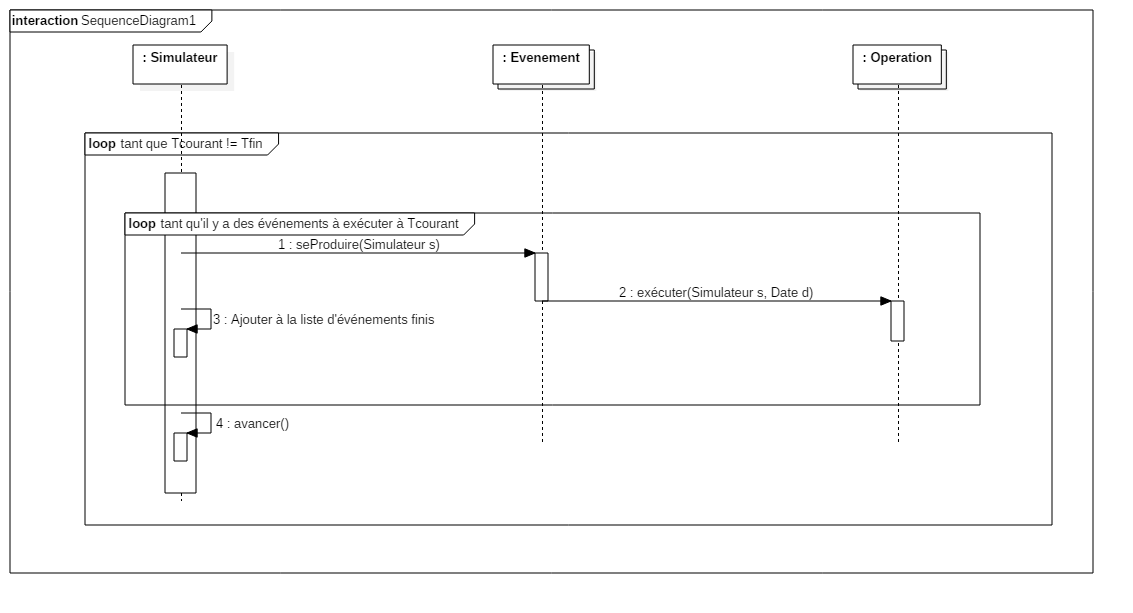 interaction SequenceDiagram1
: Simulateur
: Evenement
: Operation
loop tant que Tcourant != Tfin
loop tant qu'il y a des événements à exécuter à Tcourant
1 : seProduire(Simulateur s)
2 : exécuter(Simulateur s, Date d)
3 : Ajouter à la liste d'événements finis
4 : avancer()